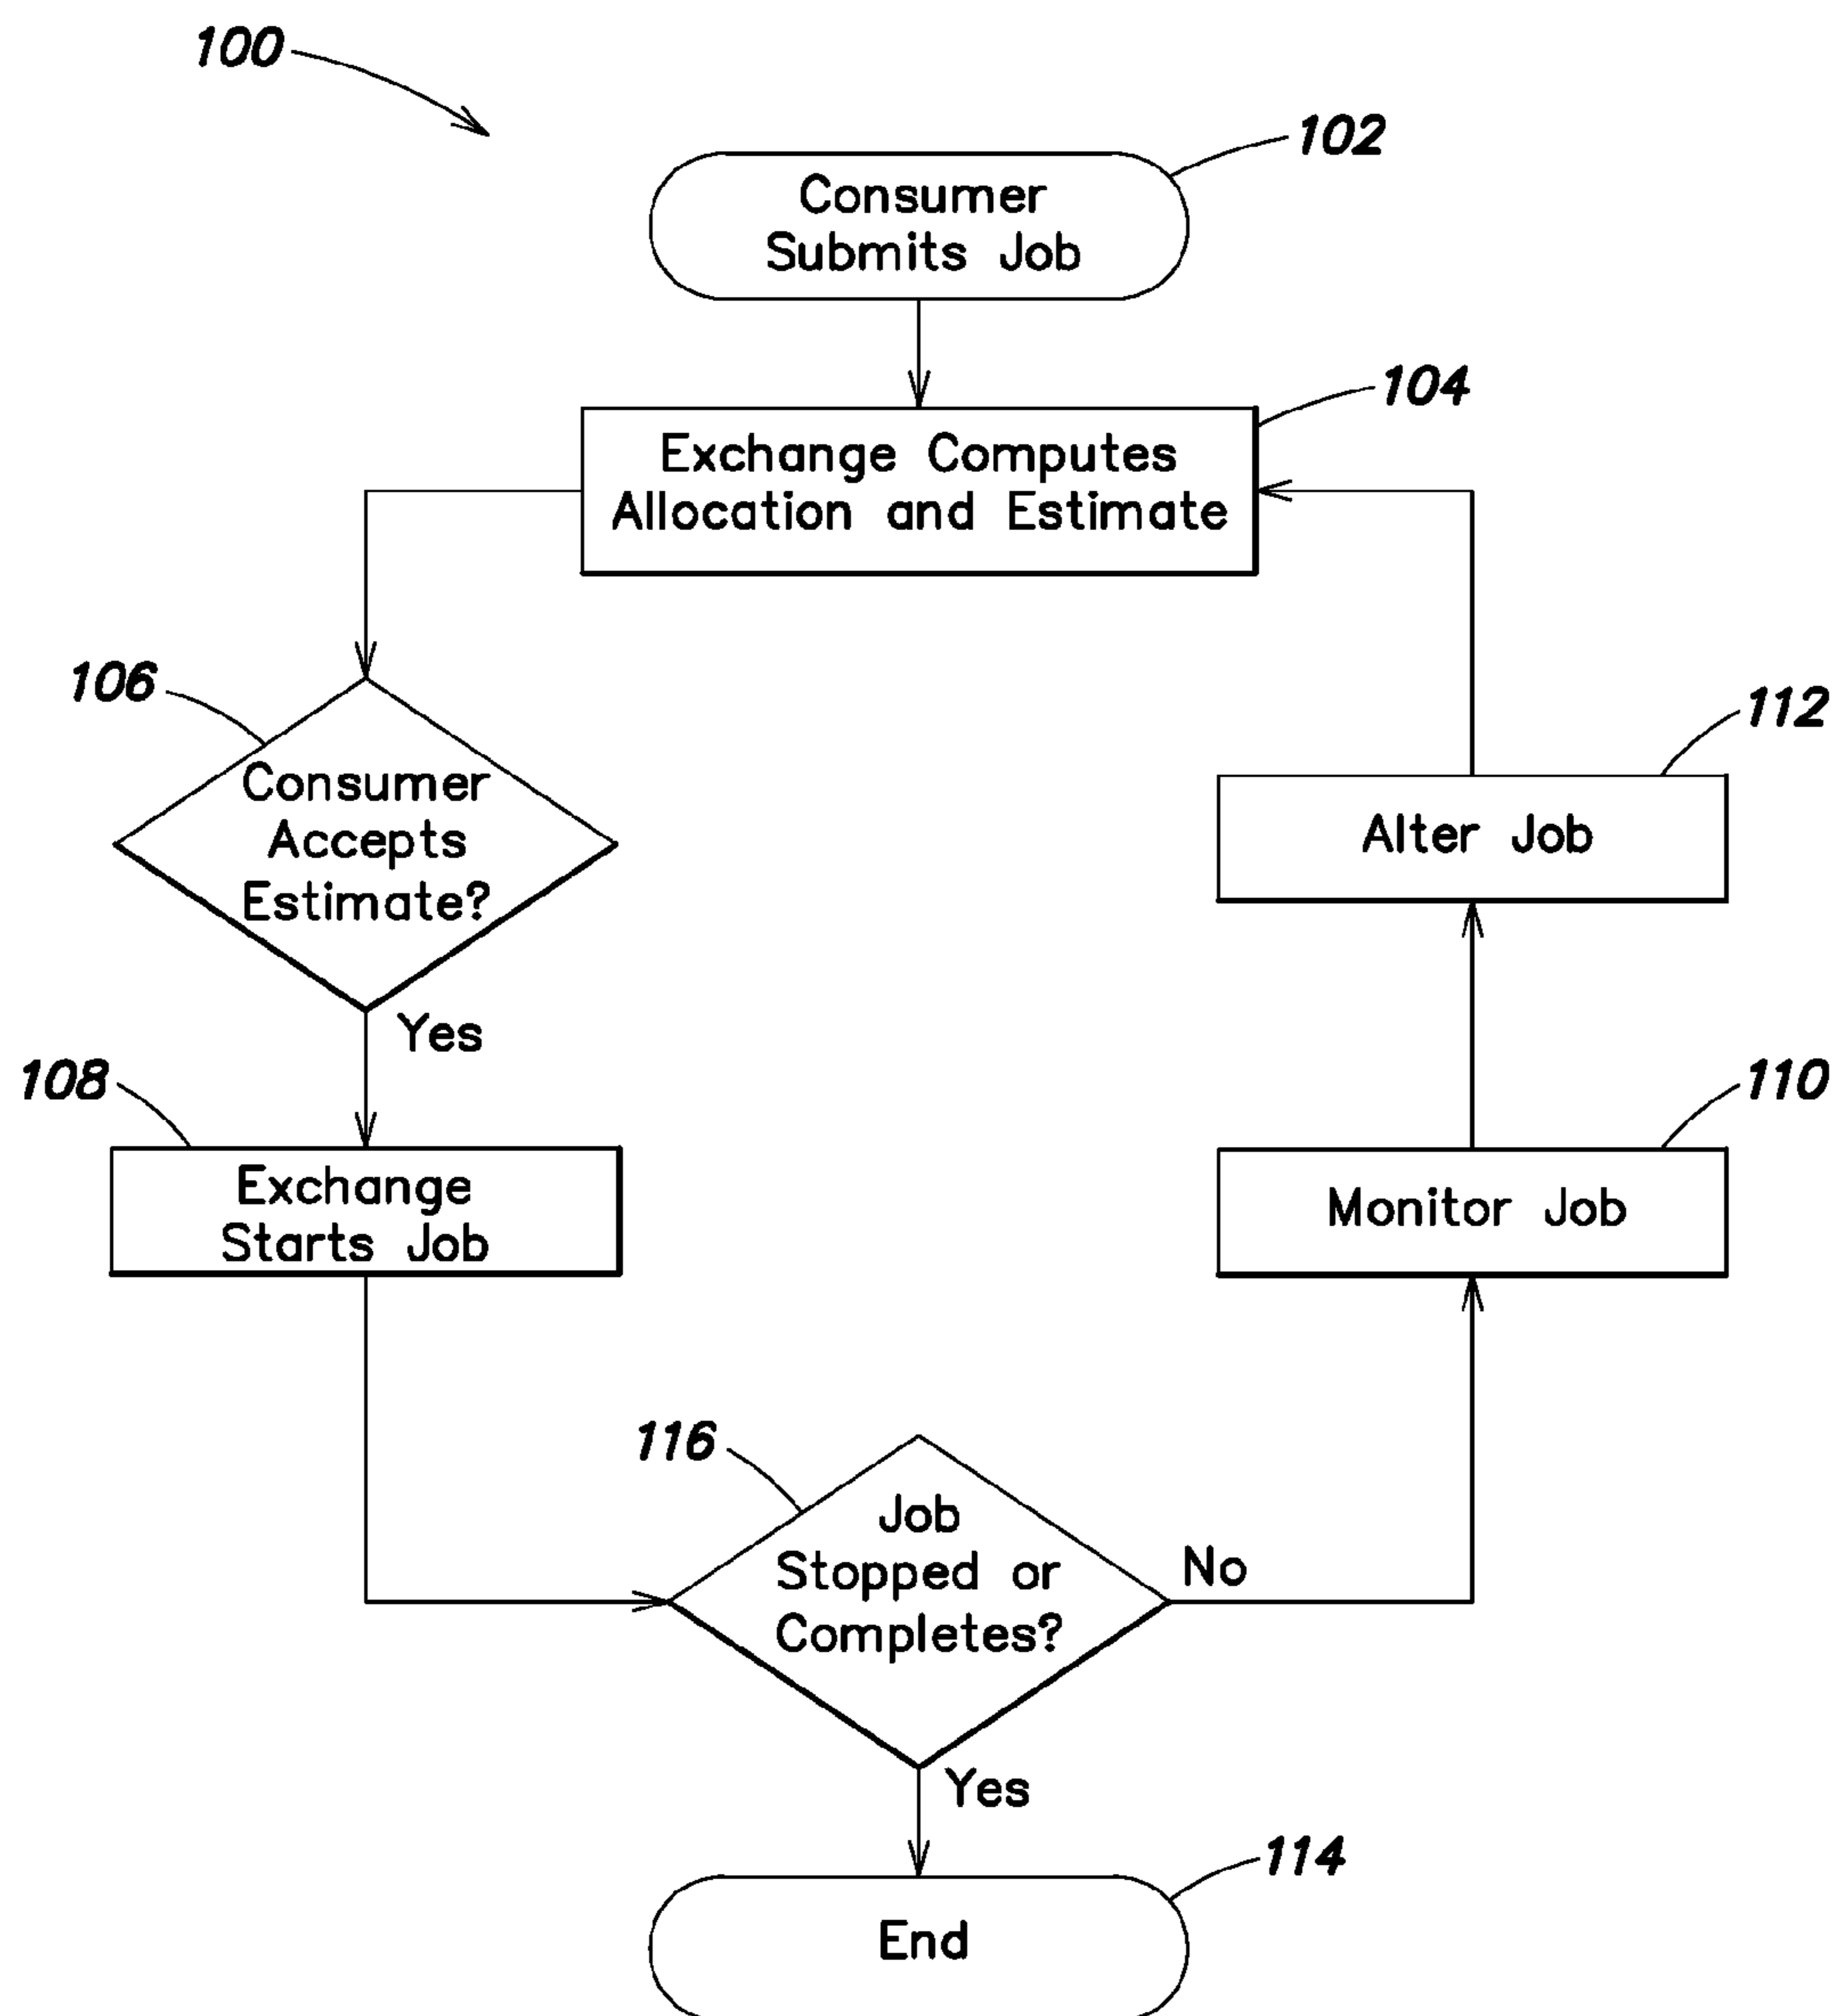 100
102
Consumer
Submits Job
104
Exchange Computes
Allocation and Estimate
106
Consumer
Accepts
Estimate?
Yes
112
Alter Job
108
Exchange
Starts Job
110
Monitor Job
116
Job
Stopped or
Completes?
No
Yes
114
End